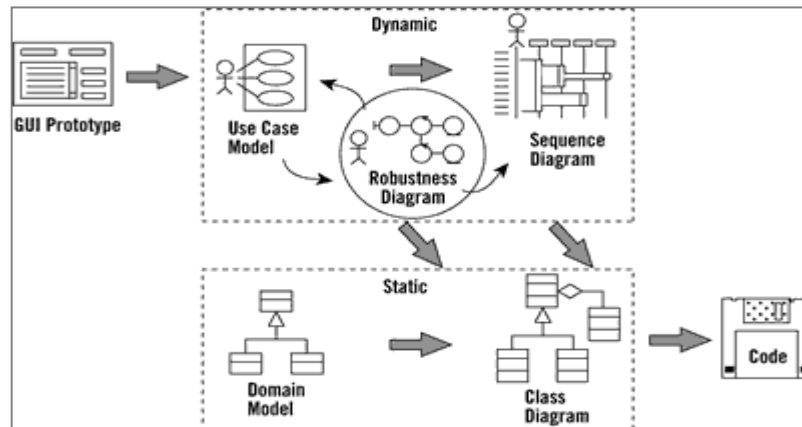 Dynamic
GUI Prototype
Use Case
Model
Robustness
Diagram
Sequence
Diagram
Static
Domain
Model
Class
Diagram
Code